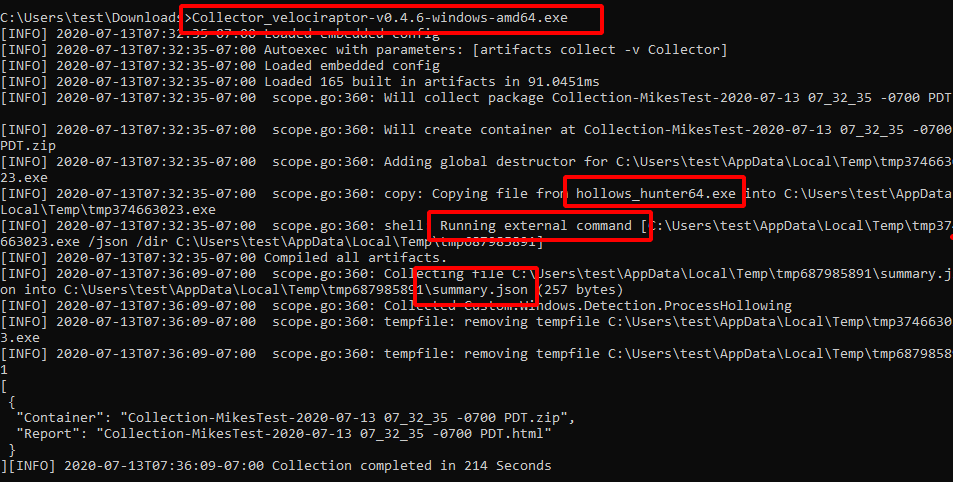 C:\Users\test\Downloads>Collector_velociraptor-v0.4.6-windows-amd64.exe
[INFO] 2020-07-13T07:32:35-07:00 Loaded embedded config
[INFO] 2020-07-13T07:32:35-07:00 Autoexec with parameters: [artifacts collect -v Collector]
[INFO] 2020-07-13T07:32:35-07:00 Loaded embedded config
[INFO] 2020-07-13T07:32:35-07:00 Loaded 165 built in artifacts in 91.0451ms
[INFO] 2020-07-13T07:32:35-07:00  scope.go:360: Will collect package Collection-MikesTest-2020-07-13 07_32_35 -0700 PDT
[INFO] 2020-07-13T07:32:35-07:00  scope.go:360: Will create container at Collection-MikesTest-2020-07-13 07_32_35 -0700
PDT.zip
[INFO] 2020-07-13T07:32:35-07:00  scope.go:360: Adding global destructor for C:\Users\test\AppData\Local\Temp\tmp3746630
23.exe
[INFO] 2020-07-13T07:32:35-07:00  scope.go:360: copy: Copying file from hollows_hunter64.exe into C:\Users\test\AppData
Local\Temp\tmp374663023.exe
[INFO] 2020-07-13T07:32:35-07:00  scope.go:360: shell  Running external command [C:\Users\test\AppData\Local\Temp\tmp374
663023.exe /json /dir C:\Users\test\AppData\Local\Temp\tmp687985891]
[INFO] 2020-07-13T07:32:35-07:00 Compiled all artifacts.
[INFO] 2020-07-13T07:36:09-07:00  scope.go:360: Collecting file C:\Users\test\AppData\Local\Temp\tmp687985891\summary.js
on into C:\Users\test\AppData\Local\Temp\tmp687985891\summary.json (257 bytes)
[INFO] 2020-07-13T07:36:09-07:00  scope.go:360: Collected Custom.Windows.Detection.ProcessHollowing
[INFO] 2020-07-13T07:36:09-07:00  scope.go:360: tempfile: removing tempfile C:\Users\test\AppData\Local\Temp\tmp3746630
3.exe
[INFO] 2020-07-13T07:36:09-07:00  scope.go:360: tempfile: removing tempfile C:\Users\test\AppData\Local\Temp\tmp6879858
1
[
{
"Container": "Collection-MikesTest-2020-07-13 07_32_35 -0700 PDT.zip",
"Report": "Collection-MikesTest-2020-07-13 07_32_35 -0700 PDT.html"
}
][INFO] 2020-07-13T07:36:09-07:00 Collection completed in 214 Seconds